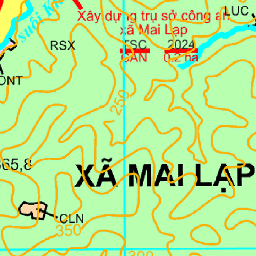 Xây dựng trụ sở công an
xã Mai Lạp
LUC
RSX
TSC 2024
CAN 0,2 ha
Suối K
ONT
250
65,8
XÃ MAI LẠP
CLN
350
300